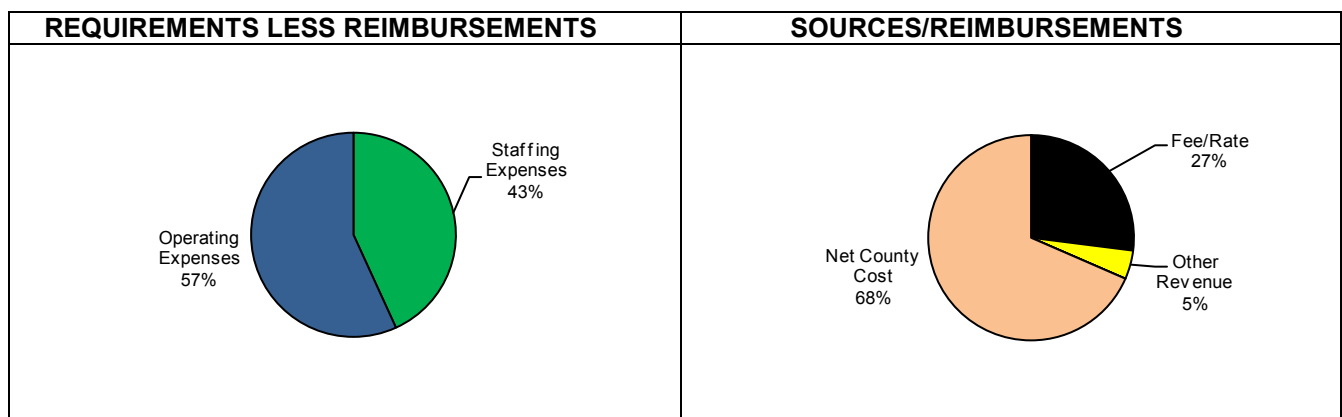 REQUIREMENTS LESS REIMBURSEMENTS
Staffing
Expenses
43%
Operating
Expenses
57%
SOURCES/REIMBURSEMENTS
Fee/Rate
27%
Net County
Cost
68%
Other
Revenue
5%